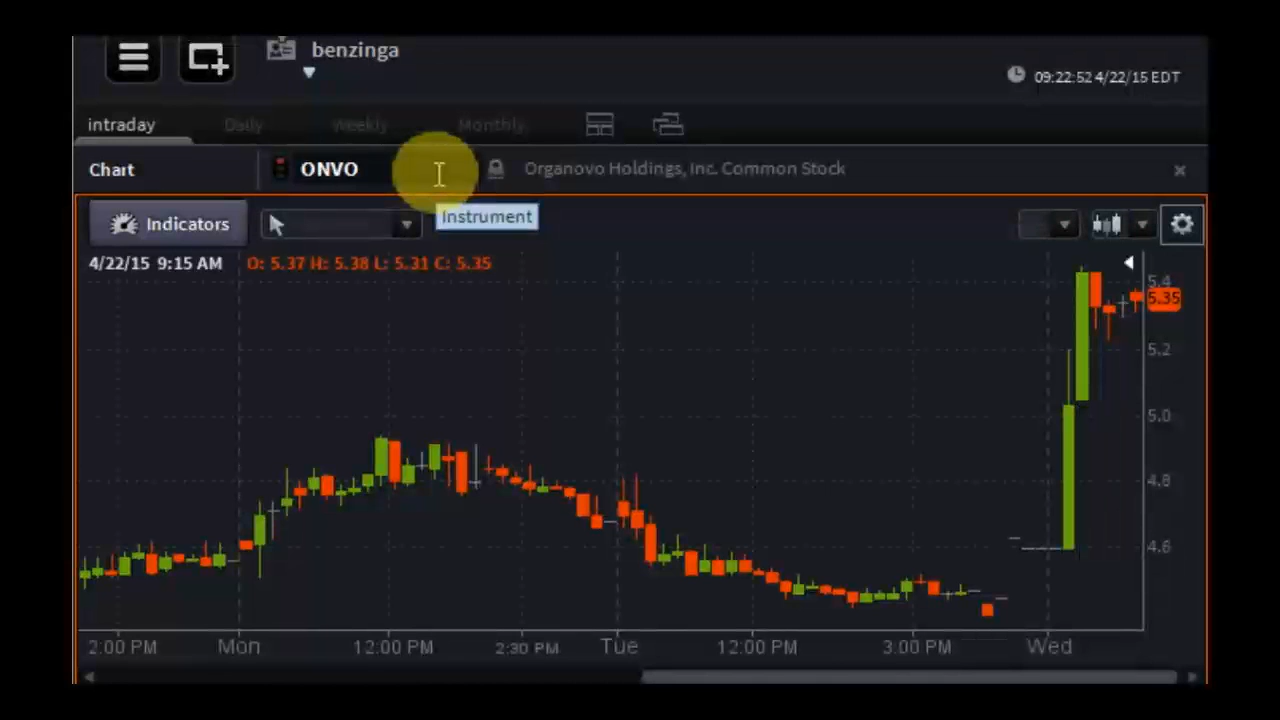 benzinga
09:22:52 4/22/15 EDT
intraday Daily Weekly Monthly
Chart ONVO Organovo Holdings, Inc. Common Stock
Instrument
Indicators
4/22/15 9:15 AM O: 5.37 H: 5.38 L: 5.31 C: 5.35
5.4
5.35
5.2
5.0
4.8
4.6
2:00 PM Mon 12:00 PM 2:30 PM Tue 12:00 PM 3:00 PM Wed